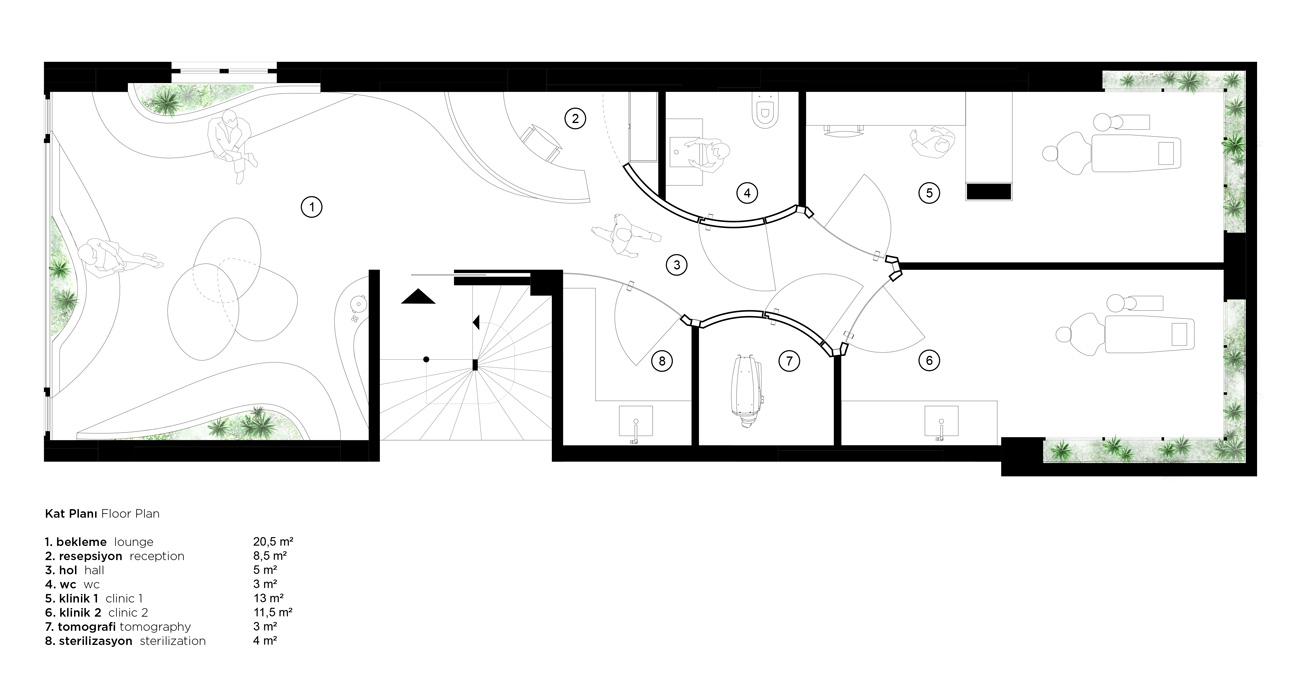 1
2
3
4
5
6
7
8
Kat Planı Floor Plan
1. bekleme lounge 20,5 m²
2. resepsiyon reception 8,5 m²
3. hol hall 5 m²
4. wc wc 3 m²
5. klinik 1 clinic 1 13 m²
6. klinik 2 clinic 2 11,5 m²
7. tomografi tomography 3 m²
8. sterilizasyon sterilization 4 m²